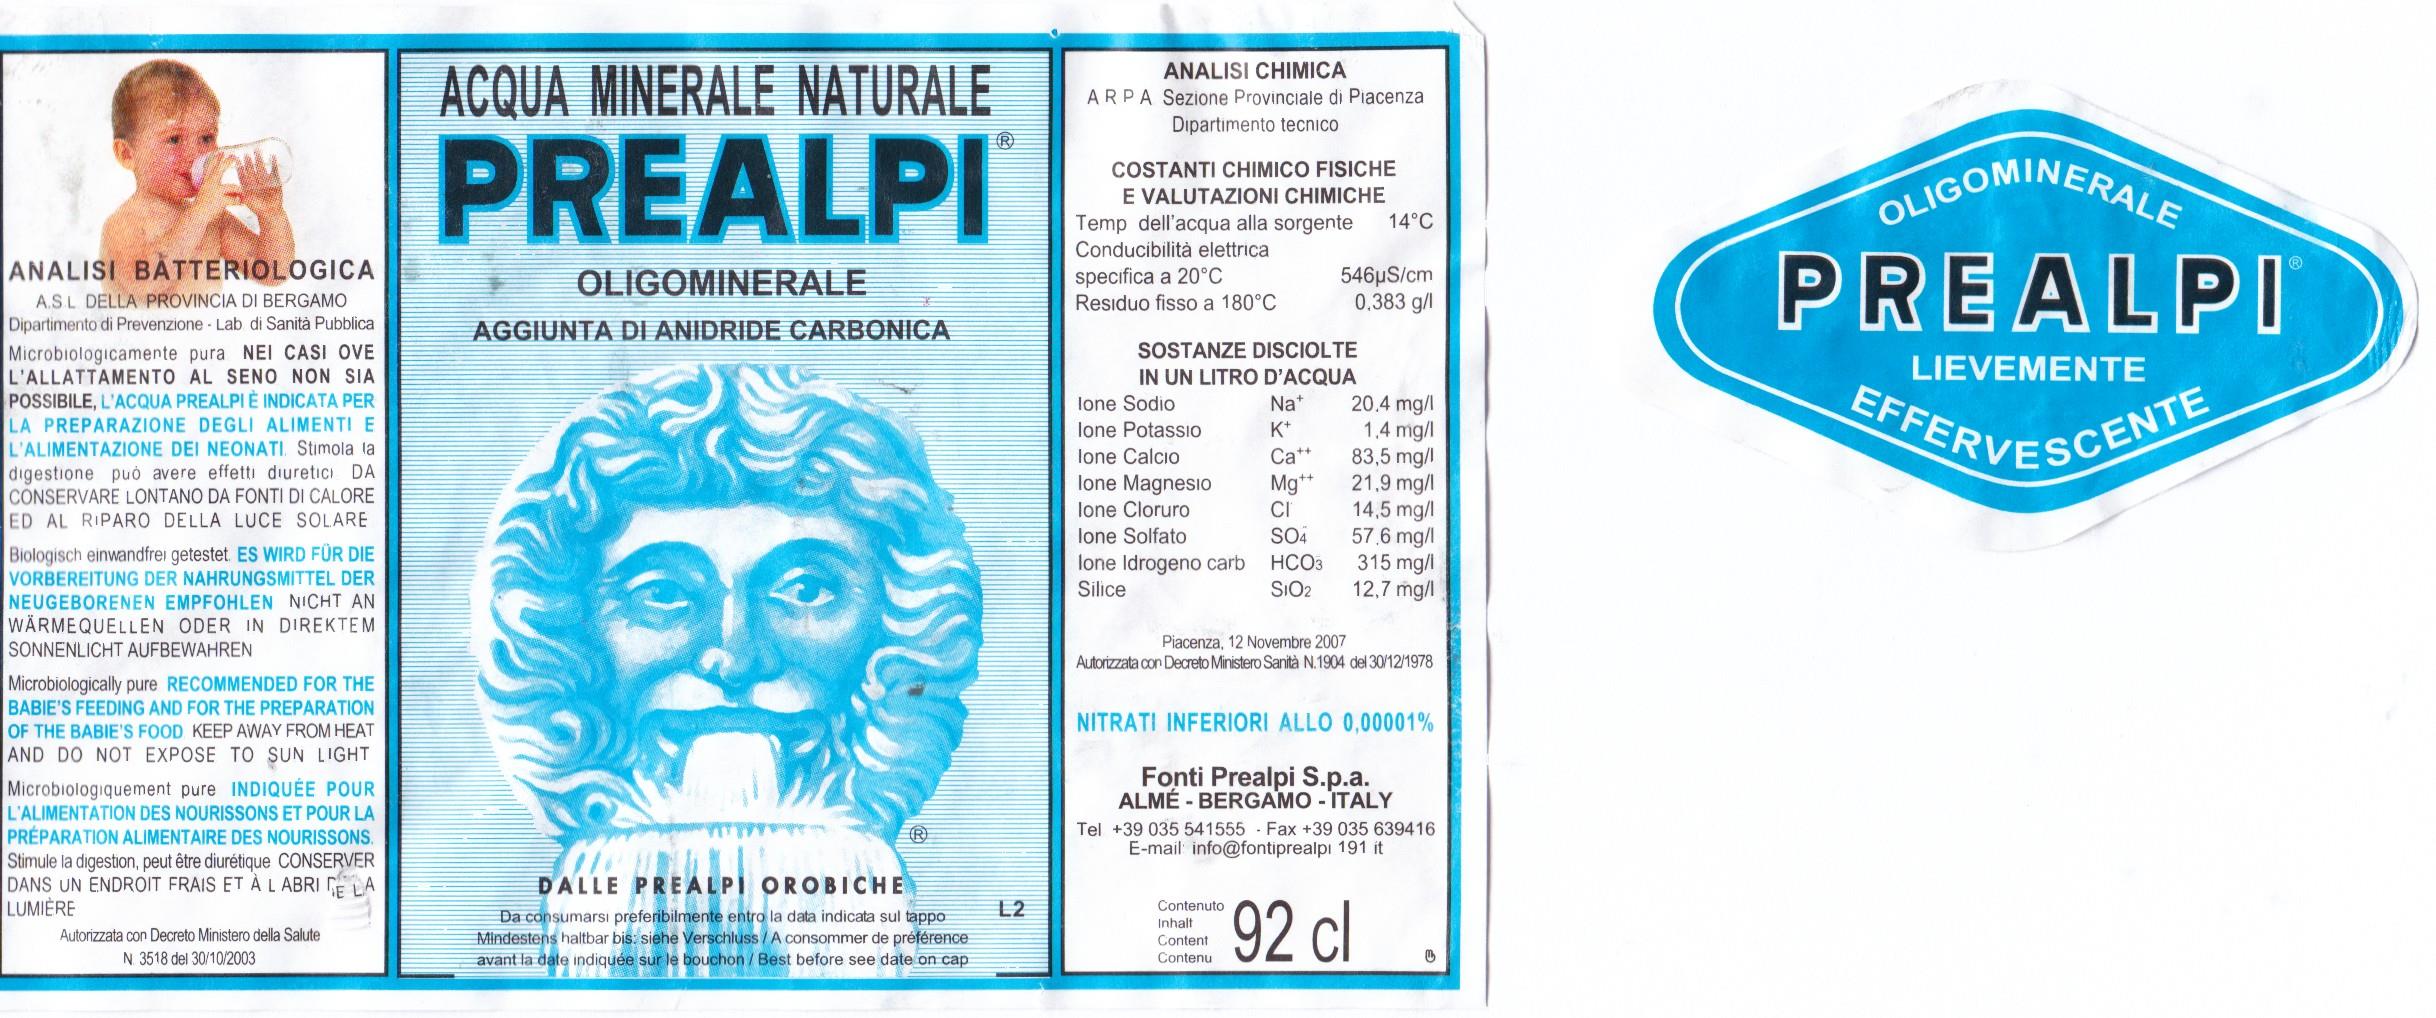 ANALISI BATTERIOLOGICA
A.S.L. DELLA PROVINCIA DI BERGAMO
Dipartimento di Prevenzione - Lab. di Sanità Pubblica
Microbiologicamente pura NEI CASI OVE
L'ALLATTAMENTO AL SENO NON SIA
POSSIBILE, L'ACQUA PREALPI È INDICATA PER
LA PREPARAZIONE DEGLI ALIMENTI E
L'ALIMENTAZIONE DEI NEONATI. Stimola la
digestione può avere effetti diuretici DA
CONSERVARE LONTANO DA FONTI DI CALORE
ED AL RIPARO DELLA LUCE SOLARE
Biologisch einwandfrei getestet. ES WIRD FÜR DIE
VORBEREITUNG DER NAHRUNGSMITTEL DER
NEUGEBORENEN EMPFOHLEN NICHT AN
WÄRMEQUELLEN ODER IN DIREKTEM
SONNENLICHT AUFBEWAHREN
Microbiologically pure RECOMMENDED FOR THE
BABIE'S FEEDING AND FOR THE PREPARATION
OF THE BABIE'S FOOD KEEP AWAY FROM HEAT
AND DO NOT EXPOSE TO SUN LIGHT
Microbiologiquement pure INDIQUÉE POUR
L'ALIMENTATION DES NOURISSONS ET POUR LA
PRÉPARATION ALIMENTAIRE DES NOURISSONS.
Stimule la digestion, peut être diurétique CONSERVER
DANS UN ENDROIT FRAIS ET À L ABRI DE LA
LUMIÈRE
Autorizzata con Decreto Ministero della Salute
N. 3518 del 30/10/2003
ACQUA MINERALE NATURALE
PREALPI®
OLIGOMINERALE
AGGIUNTA DI ANIDRIDE CARBONICA
®
DALLE PREALPI OROBICHE
Da consumarsi preferibilmente entro la data indicata sul tappo
Mindestens haltbar bis: siehe Verschluss / A consommer de préférence
avant la date indiquée sur le bouchon / Best before see date on cap
L2
ANALISI CHIMICA
A R P A Sezione Provinciale di Piacenza
Dipartimento tecnico
COSTANTI CHIMICO FISICHE
E VALUTAZIONI CHIMICHE
Temp dell'acqua alla sorgente 14°C
Conducibilità elettrica
specifica a 20°C 546µS/cm
Residuo fisso a 180°C 0,383 g/l
SOSTANZE DISCIOLTE
IN UN LITRO D'ACQUA
Ione Sodio Na⁺ 20,4 mg/l
Ione Potassio K⁺ 1,4 mg/l
Ione Calcio Ca⁺⁺ 83,5 mg/l
Ione Magnesio Mg⁺⁺ 21,9 mg/l
Ione Cloruro Cl⁻ 14,5 mg/l
Ione Solfato SO₄⁻⁻ 57,6 mg/l
Ione Idrogeno carb HCO₃⁻ 315 mg/l
Silice SiO₂ 12,7 mg/l
Piacenza, 12 Novembre 2007
Autorizzata con Decreto Ministero Sanità N.1904 del 30/12/1978
NITRATI INFERIORI ALLO 0,00001%
Fonti Prealpi S.p.a.
ALMÉ - BERGAMO - ITALY
Tel +39 035 541555 - Fax +39 035 639416
E-mail: info@fontiprealpi 191 it
Contenuto
Inhalt
Content
Contenu
92 cl
OLIGOMINERALE
PREALPI®
LIEVEMENTE
EFFERVESCENTE